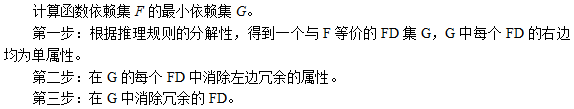 计算函数依赖集 F 的最小依赖集 G。
第一步：根据推理规则的分解性，得到一个与 F 等价的 FD 集 G，G 中每个 FD 的右边
均为单属性。
第二步：在 G 的每个 FD 中消除左边冗余的属性。
第三步：在 G 中消除冗余的 FD。